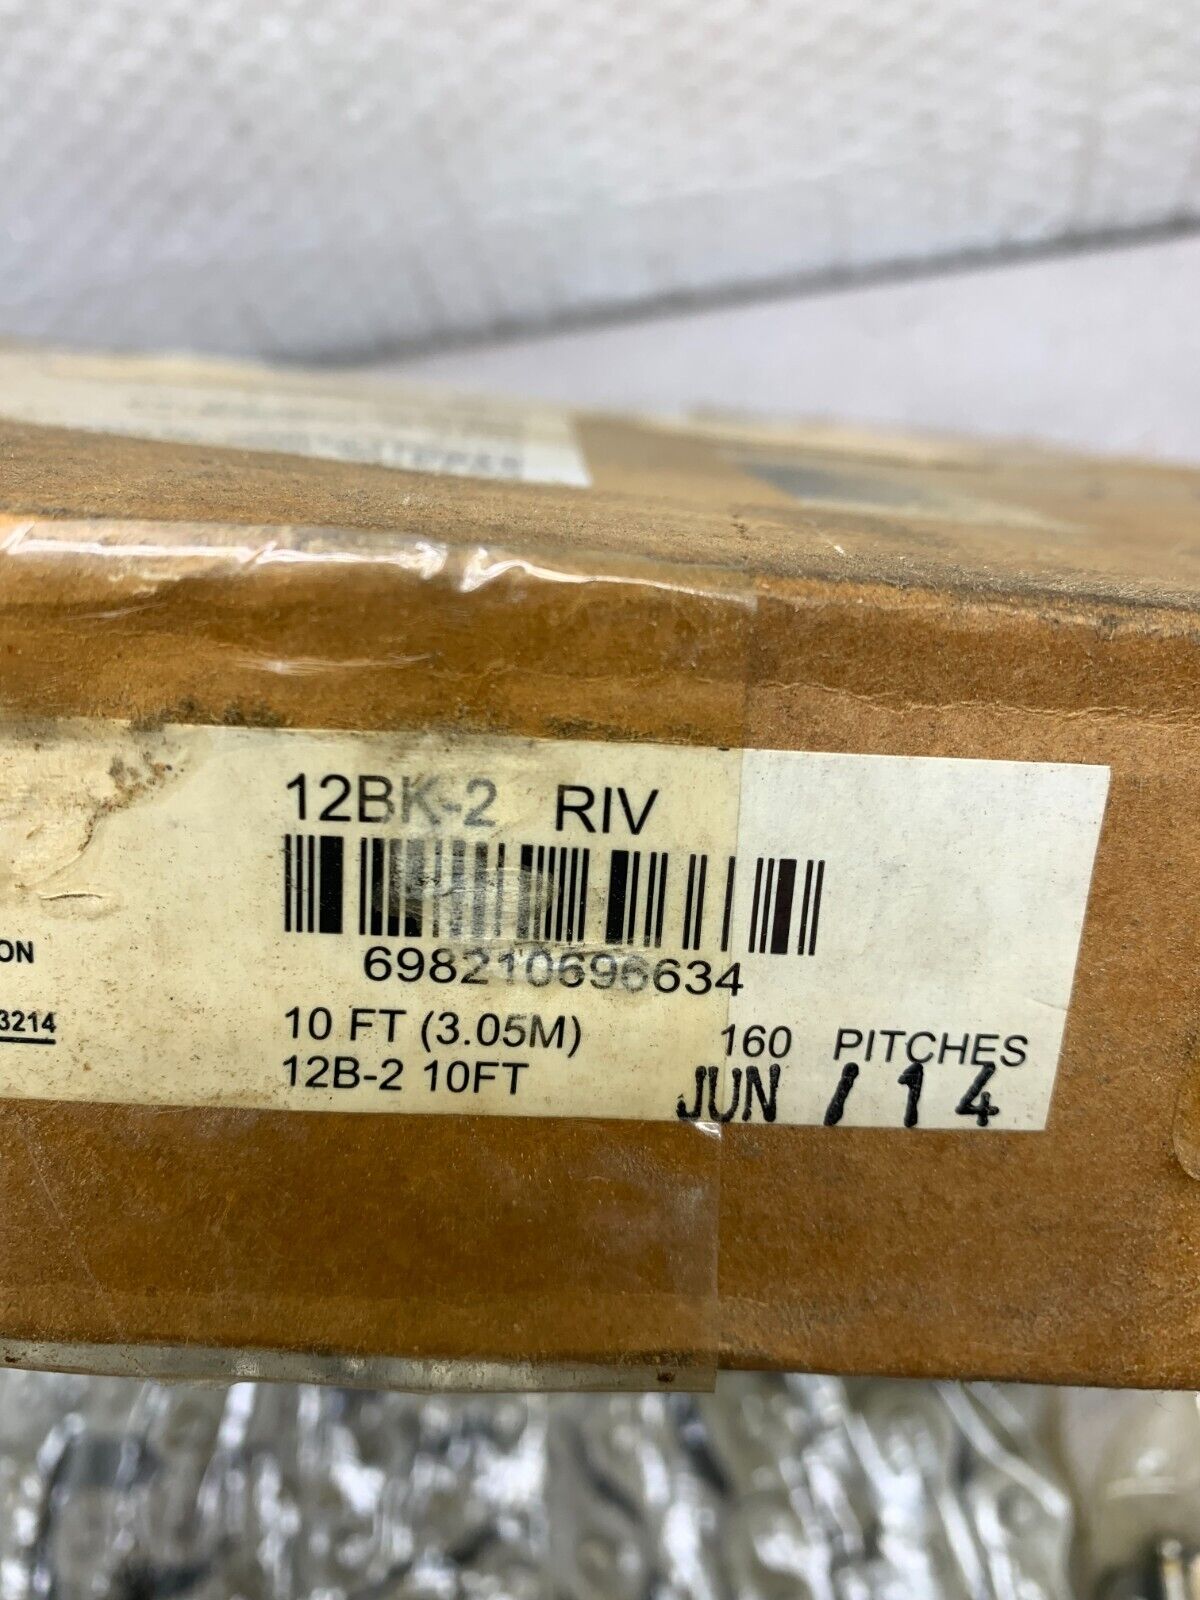 12BK-2 RIV
698210696634
10 FT (3.05M) 160 PITCHES
12B-2 10FT JUN / 14
ON
3214